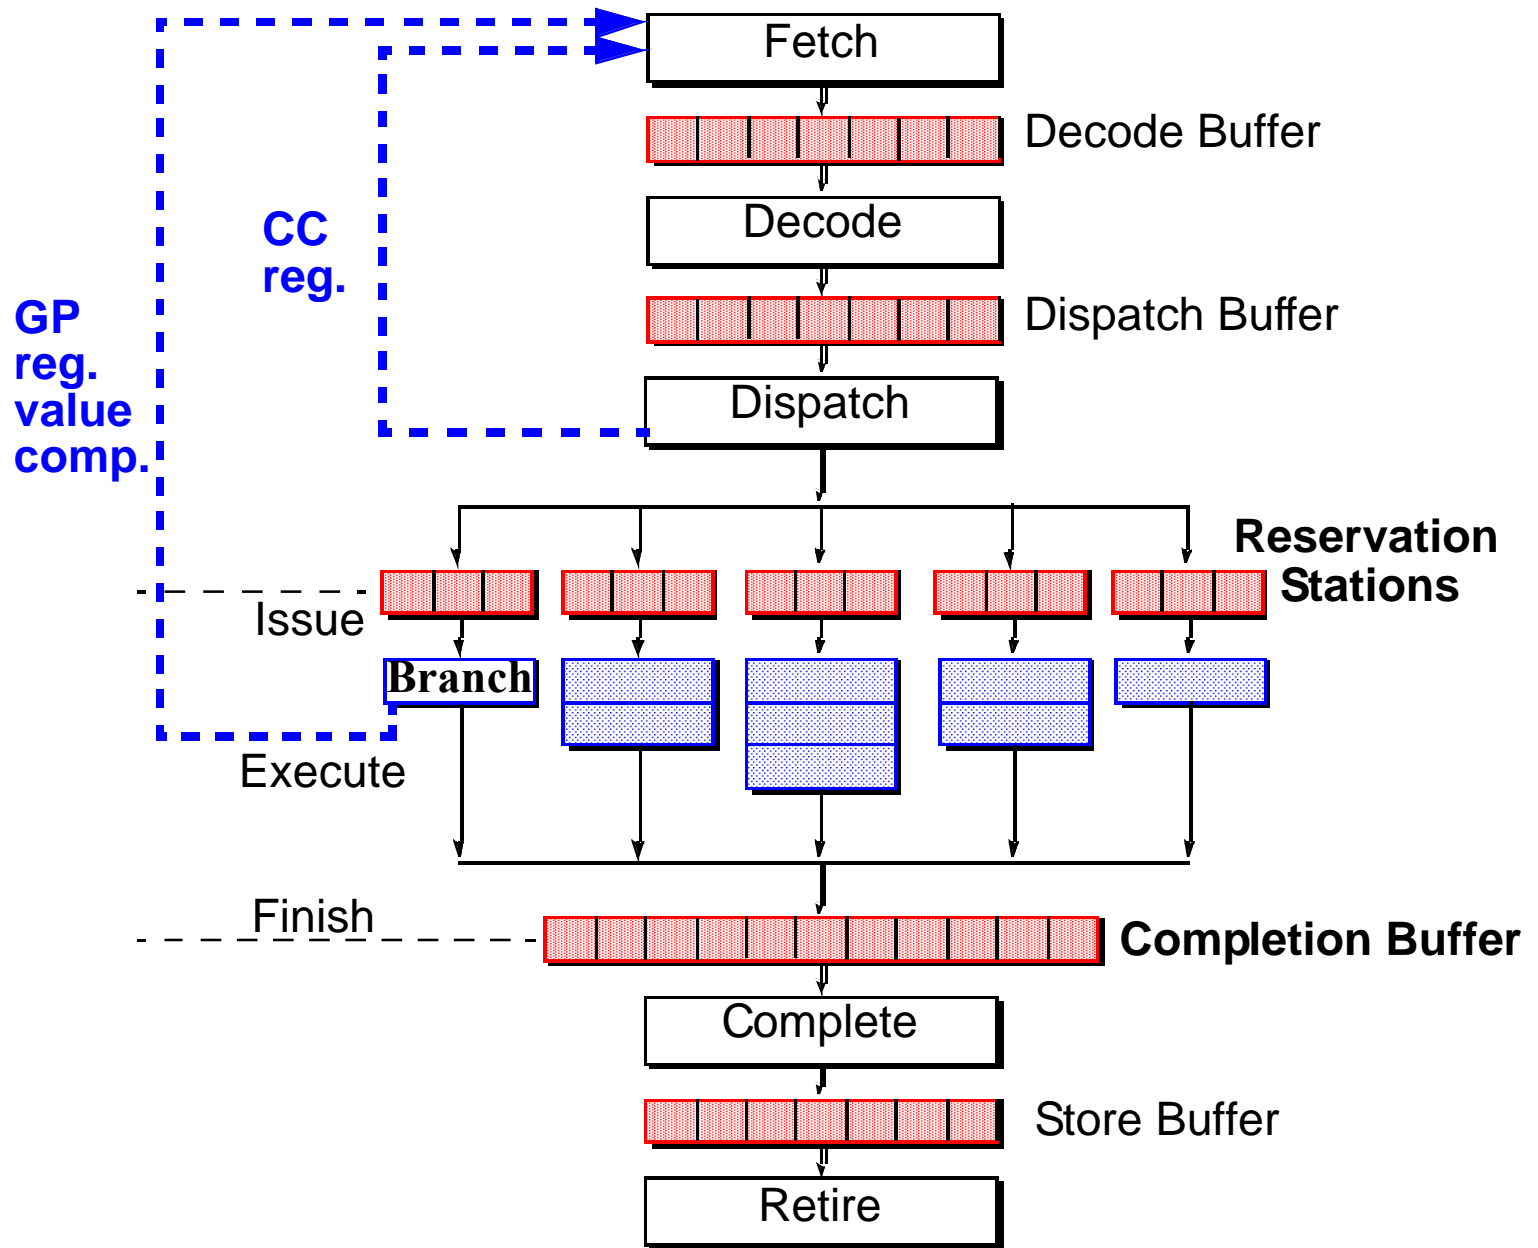 Fetch
Decode Buffer
CC
reg.
Decode
GP
reg.
value
comp.
Dispatch Buffer
Dispatch
Reservation
Stations
Issue
Branch
Execute
Finish
Completion Buffer
Complete
Store Buffer
Retire